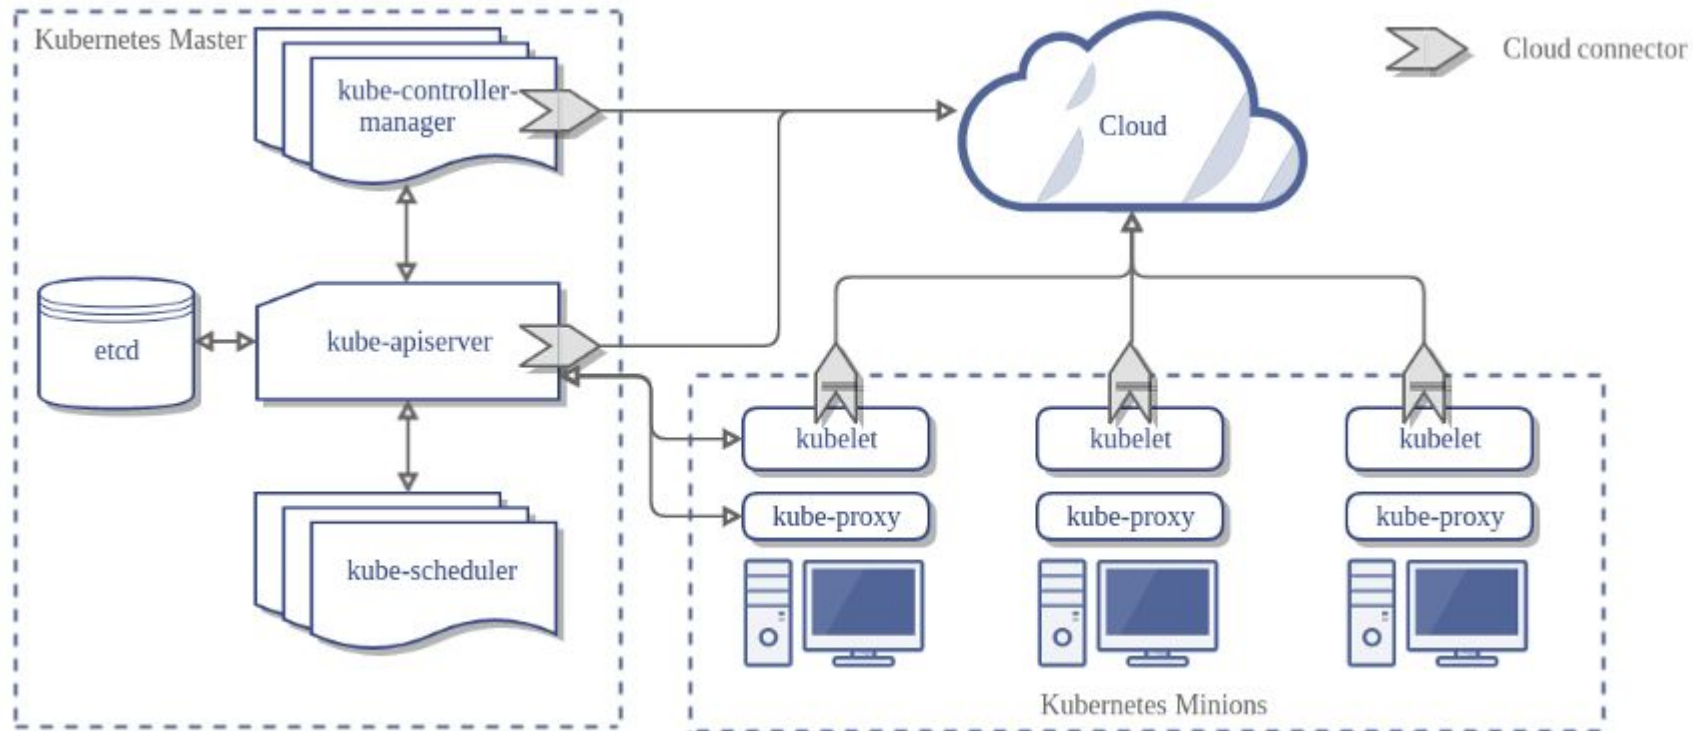 Kubernetes Master
kube-controller-
manager
Cloud
Cloud connector
etcd
kube-apiserver
kube-scheduler
kubelet
kubelet
kubelet
kube-proxy
kube-proxy
kube-proxy
Kubernetes Minions